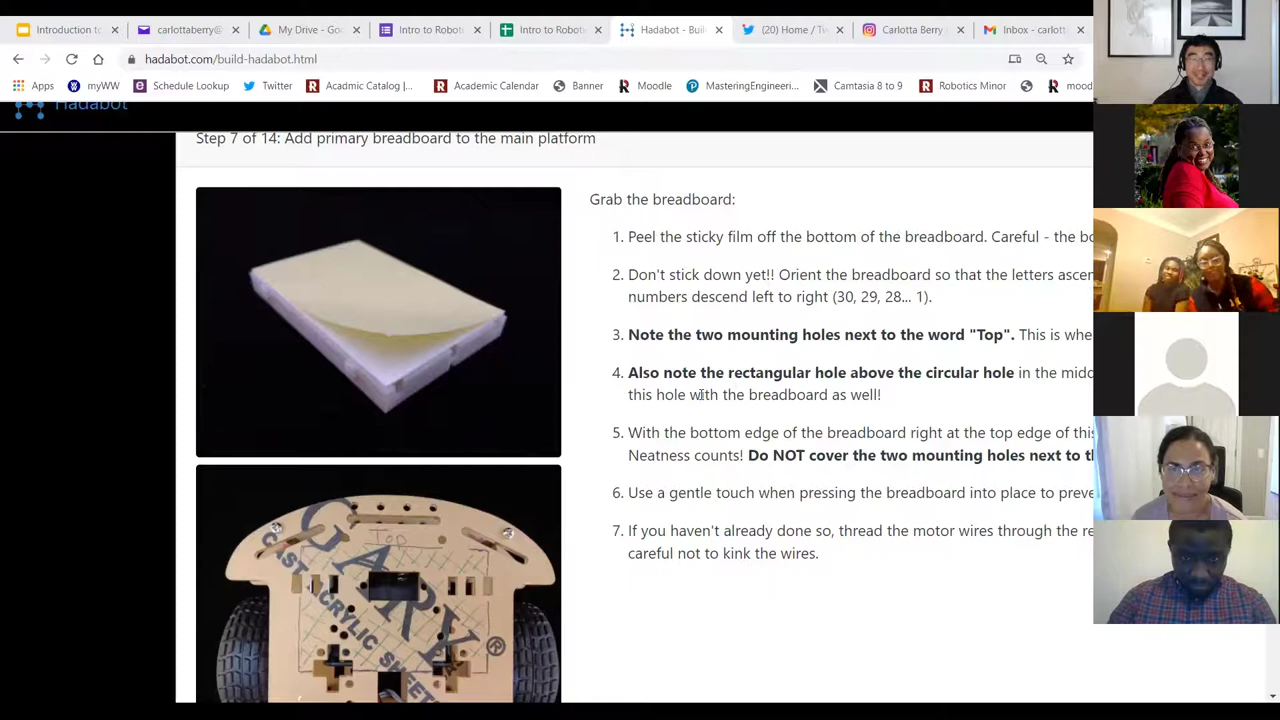 Introduction to
carlottaberry@
My Drive - Goo
Intro to Robot
Intro to Robot
Hadabot - Buil
(20) Home / Tw
Carlotta Berry
Inbox - carlott
hadabot.com/build-hadabot.html
Apps
myWW
Schedule Lookup
Twitter
Acadmic Catalog |...
Academic Calendar
Banner
Moodle
MasteringEngineeri...
Camtasia 8 to 9
Robotics Minor
mood
Hadabot
Step 7 of 14: Add primary breadboard to the main platform
Grab the breadboard:
1. Peel the sticky film off the bottom of the breadboard. Careful - the bo
2. Don't stick down yet!! Orient the breadboard so that the letters ascen
numbers descend left to right (30, 29, 28... 1).
3. Note the two mounting holes next to the word "Top". This is whe
4. Also note the rectangular hole above the circular hole in the midd
this hole with the breadboard as well!
5. With the bottom edge of the breadboard right at the top edge of this
Neatness counts! Do NOT cover the two mounting holes next to th
6. Use a gentle touch when pressing the breadboard into place to preve
7. If you haven't already done so, thread the motor wires through the re
careful not to kink the wires.
TOP
GARY
CAST ACRYLIC SHEET
®